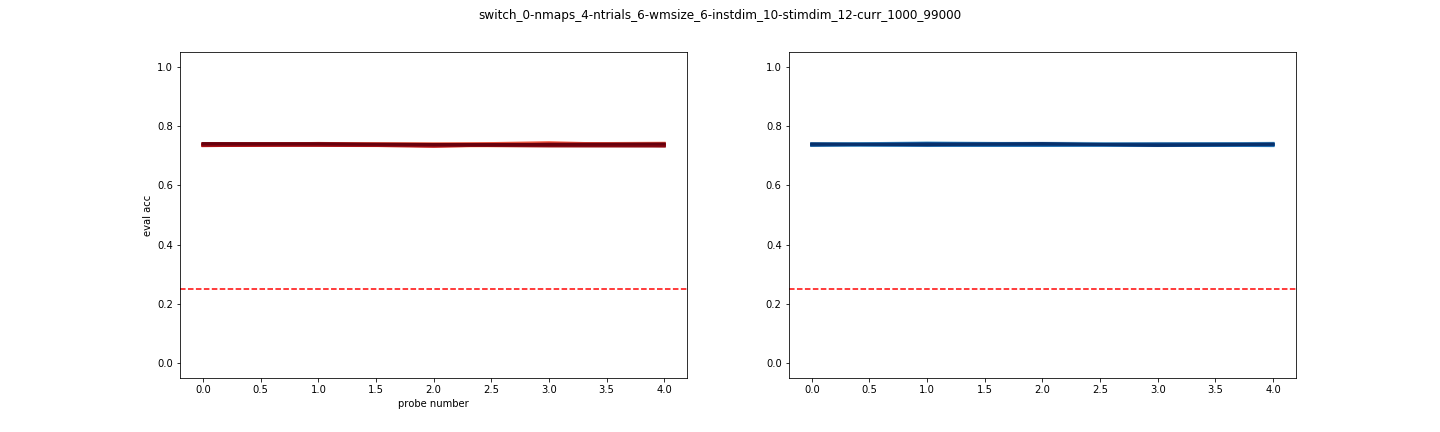 switch_0-nmaps_4-ntrials_6-wmsize_6-instdim_10-stimdim_12-curr_1000_99000
1.0
0.8
0.6
0.4
0.2
0.0
eval acc
0.0 0.5 1.0 1.5 2.0 2.5 3.0 3.5 4.0
probe number
1.0
0.8
0.6
0.4
0.2
0.0
0.0 0.5 1.0 1.5 2.0 2.5 3.0 3.5 4.0